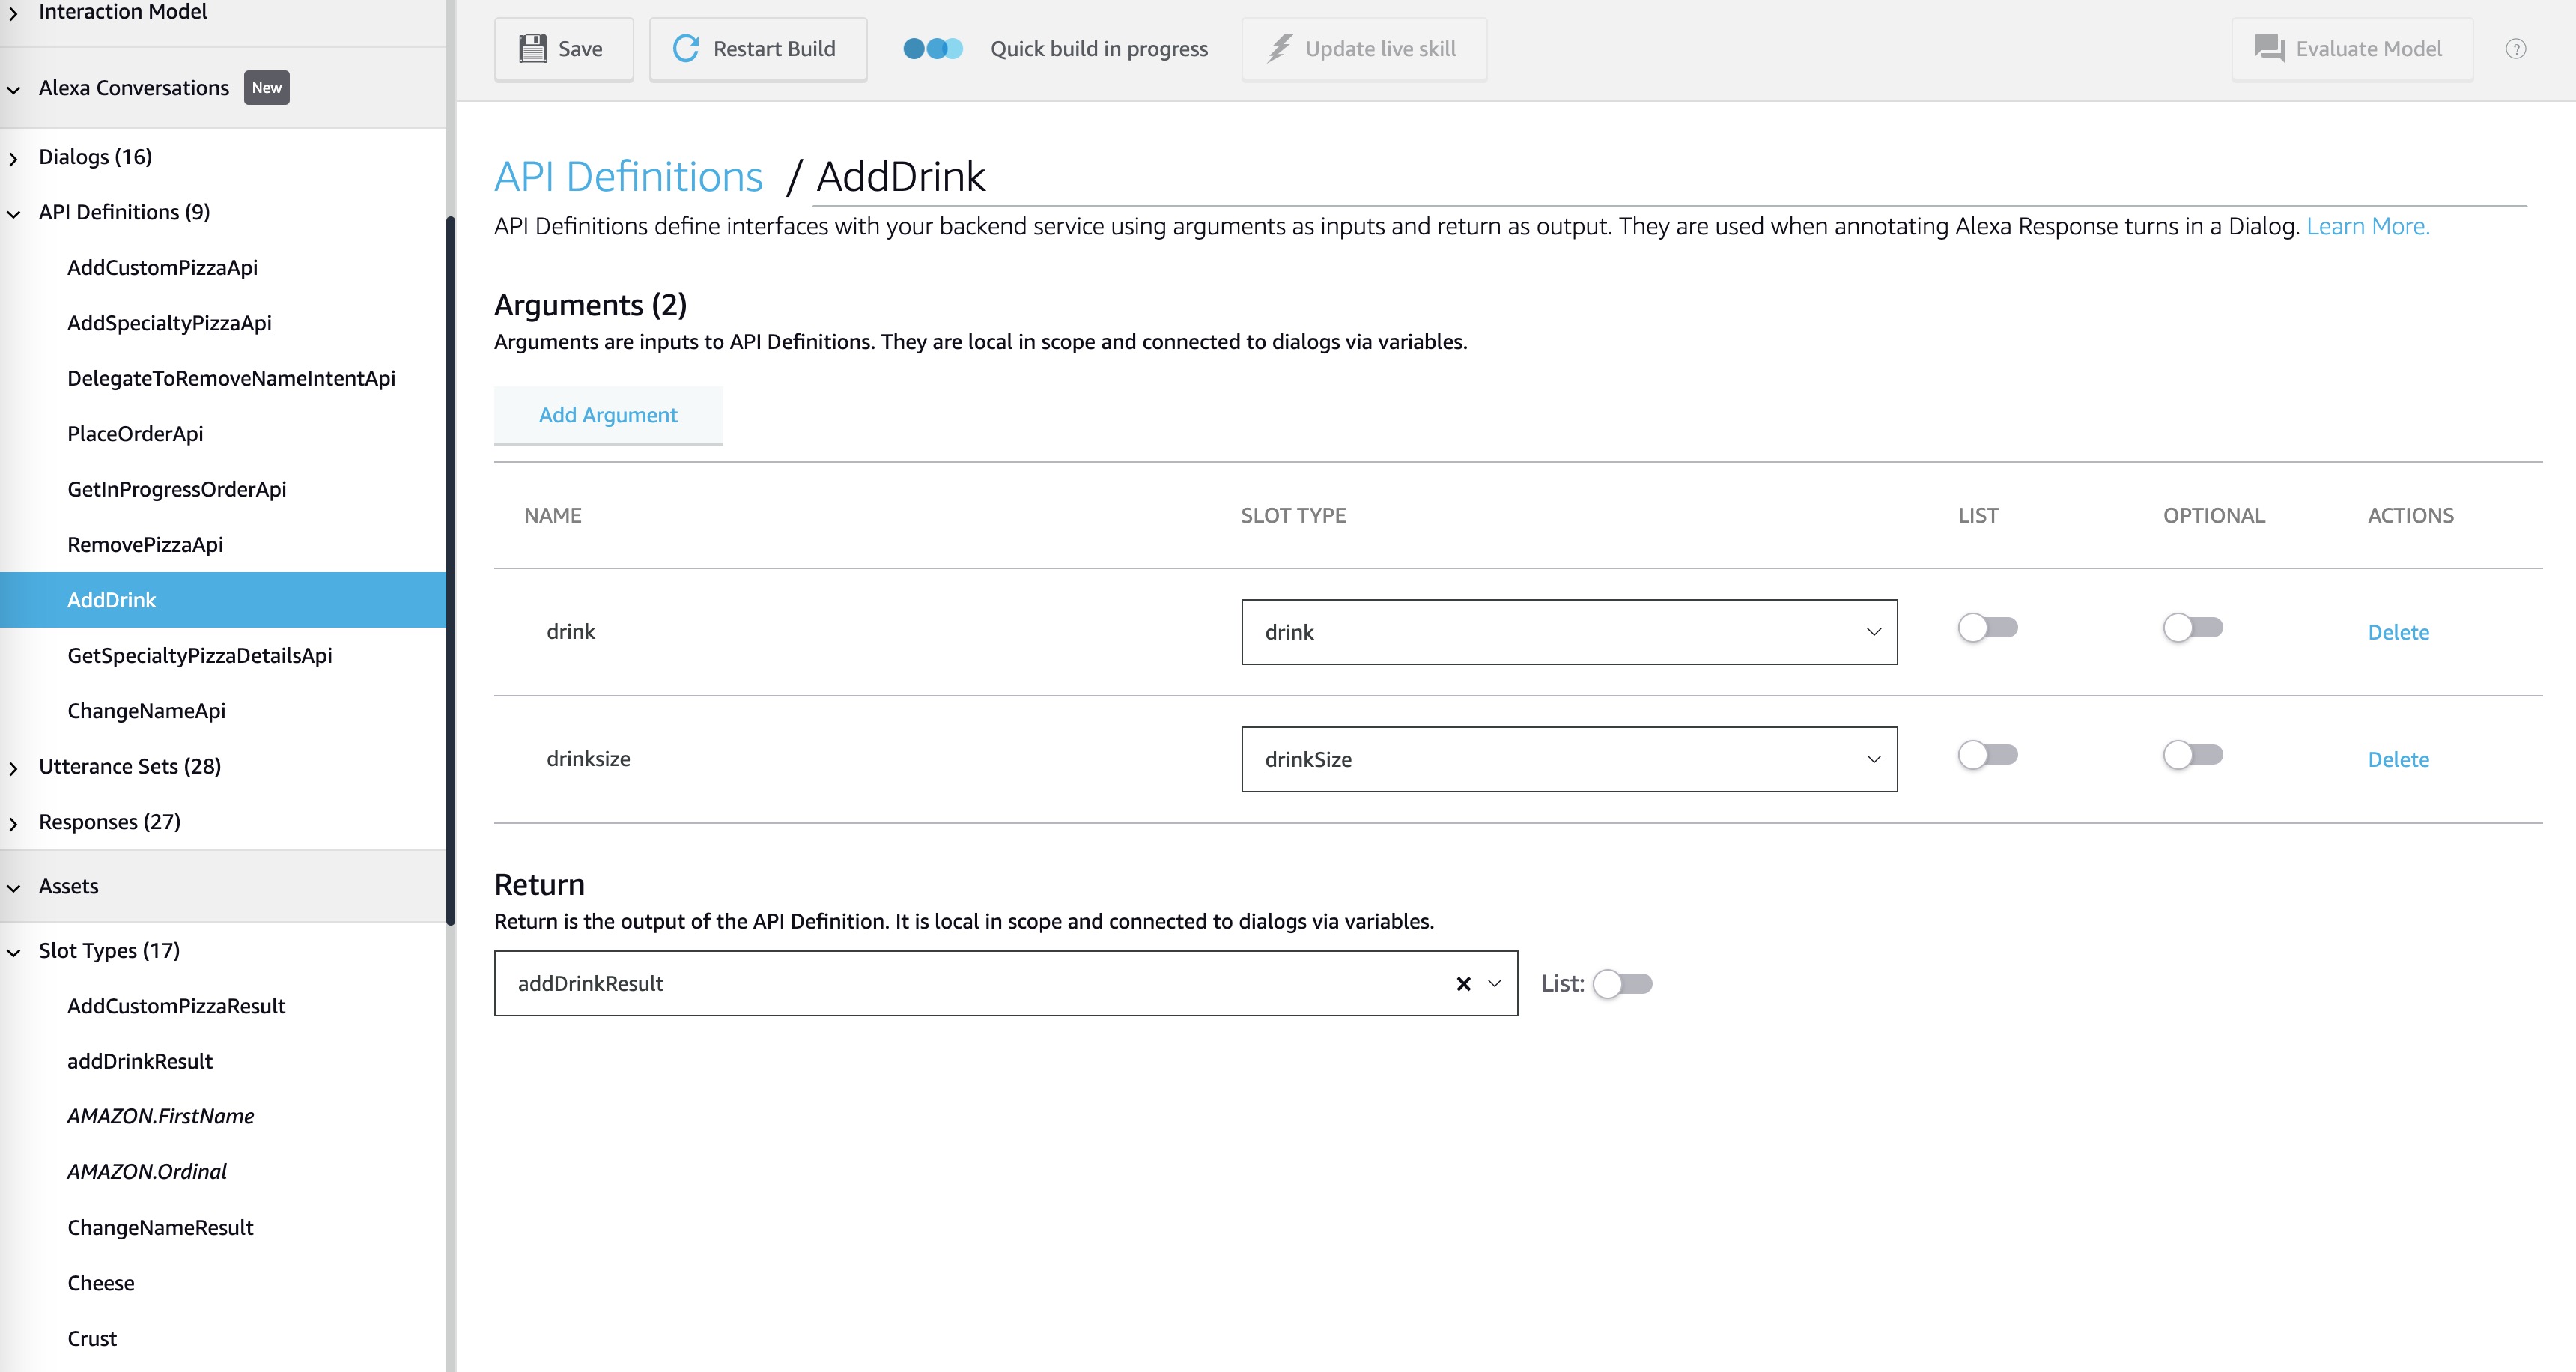 Interaction Model
Alexa Conversations New
Dialogs (16)
API Definitions (9)
AddCustomPizzaApi
AddSpecialtyPizzaApi
DelegateToRemoveNameIntentApi
PlaceOrderApi
GetInProgressOrderApi
RemovePizzaApi
AddDrink
GetSpecialtyPizzaDetailsApi
ChangeNameApi
Utterance Sets (28)
Responses (27)
Assets
Slot Types (17)
AddCustomPizzaResult
addDrinkResult
AMAZON.FirstName
AMAZON.Ordinal
ChangeNameResult
Cheese
Crust
Save Restart Build Quick build in progress Update live skill Evaluate Model ?
API Definitions / AddDrink
API Definitions define interfaces with your backend service using arguments as inputs and return as output. They are used when annotating Alexa Response turns in a Dialog. Learn More.
Arguments (2)
Arguments are inputs to API Definitions. They are local in scope and connected to dialogs via variables.
Add Argument
NAME SLOT TYPE LIST OPTIONAL ACTIONS
drink drink Delete
drinksize drinkSize Delete
Return
Return is the output of the API Definition. It is local in scope and connected to dialogs via variables.
addDrinkResult List: